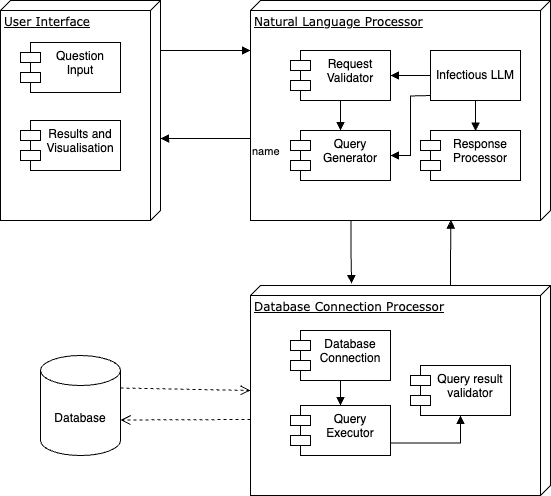 User Interface
Question
Input
Results and
Visualisation
Natural Language Processor
Request
Validator
Infectious LLM
name
Query
Generator
Response
Processor
Database Connection Processor
Database
Connection
Query result
validator
Query
Executor
Database